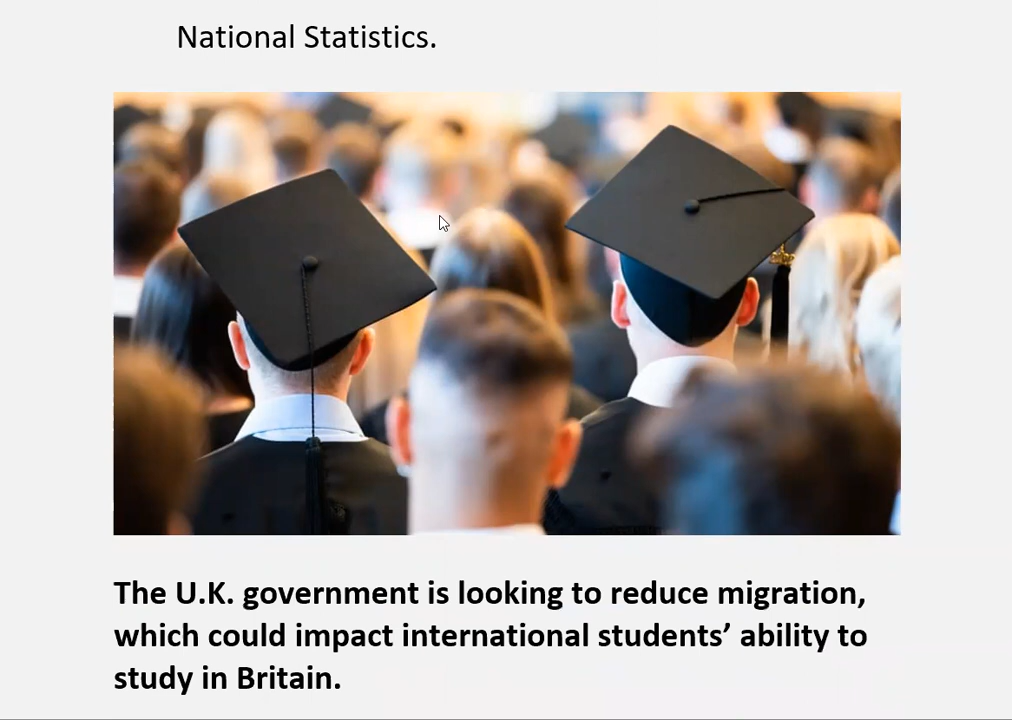 National Statistics.
The U.K. government is looking to reduce migration,
which could impact international students’ ability to
study in Britain.